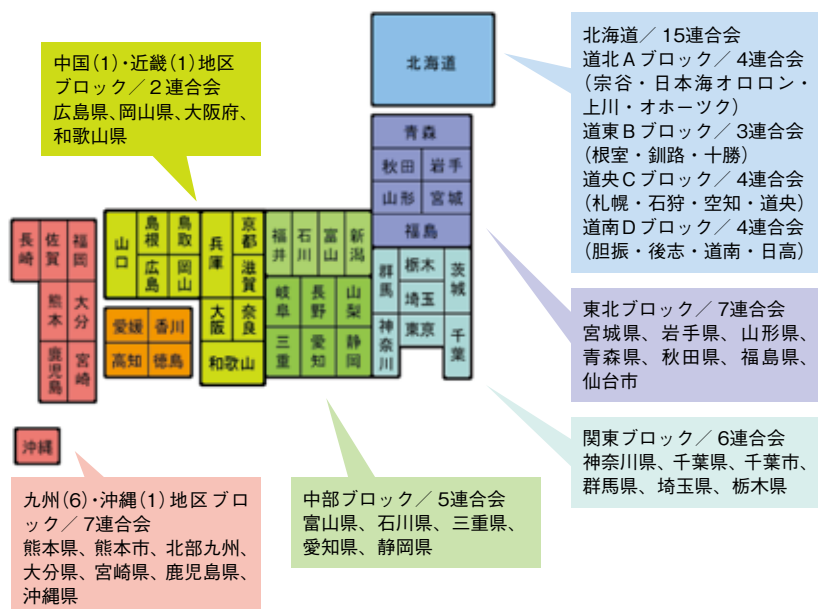 中国(1)・近畿(1)地区
ブロック／２連合会
広島県、岡山県、大阪府、
和歌山県
北海道
北海道／15連合会
道北Ａブロック／4連合会
(宗谷・日本海オロロン・
上川・オホーツク)
道東Ｂブロック／3連合会
(根室・釧路・十勝)
道央Ｃブロック／4連合会
(札幌・石狩・空知・道央)
道南Ｄブロック／4連合会
(胆振・後志・道南・日高)
青森
秋田
岩手
山形
宮城
福島
長崎
佐賀
福岡
熊本
大分
鹿児島
宮崎
山口
島根
鳥取
広島
岡山
兵庫
京都
滋賀
大阪
奈良
和歌山
愛媛
香川
高知
徳島
福井
石川
富山
新潟
岐阜
長野
山梨
三重
愛知
静岡
群馬
栃木
茨城
埼玉
神奈川
東京
千葉
沖縄
東北ブロック／7連合会
宮城県、岩手県、山形県、
青森県、秋田県、福島県、
仙台市
関東ブロック／6連合会
神奈川県、千葉県、千葉市、
群馬県、埼玉県、栃木県
九州(6)・沖縄(1)地区ブロ
ック／7連合会
熊本県、熊本市、北部九州、
大分県、宮崎県、鹿児島県、
沖縄県
中部ブロック／5連合会
富山県、石川県、三重県、
愛知県、静岡県